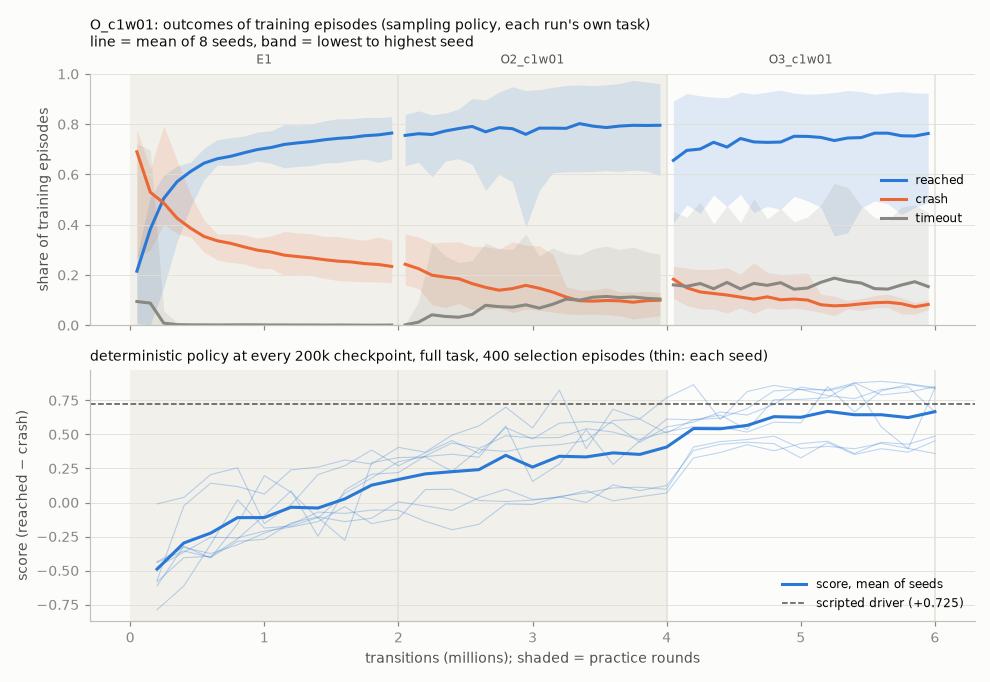 O_c1w01: outcomes of training episodes (sampling policy, each run's own task)
line = mean of 8 seeds, band = lowest to highest seed
E1
O2_c1w01
O3_c1w01
1.0
0.8
0.6
0.4
0.2
0.0
share of training episodes
reached
crash
timeout
deterministic policy at every 200k checkpoint, full task, 400 selection episodes (thin: each seed)
0.75
0.50
0.25
0.00
−0.25
−0.50
−0.75
score (reached − crash)
score, mean of seeds
scripted driver (+0.725)
0
1
2
3
4
5
6
transitions (millions); shaded = practice rounds